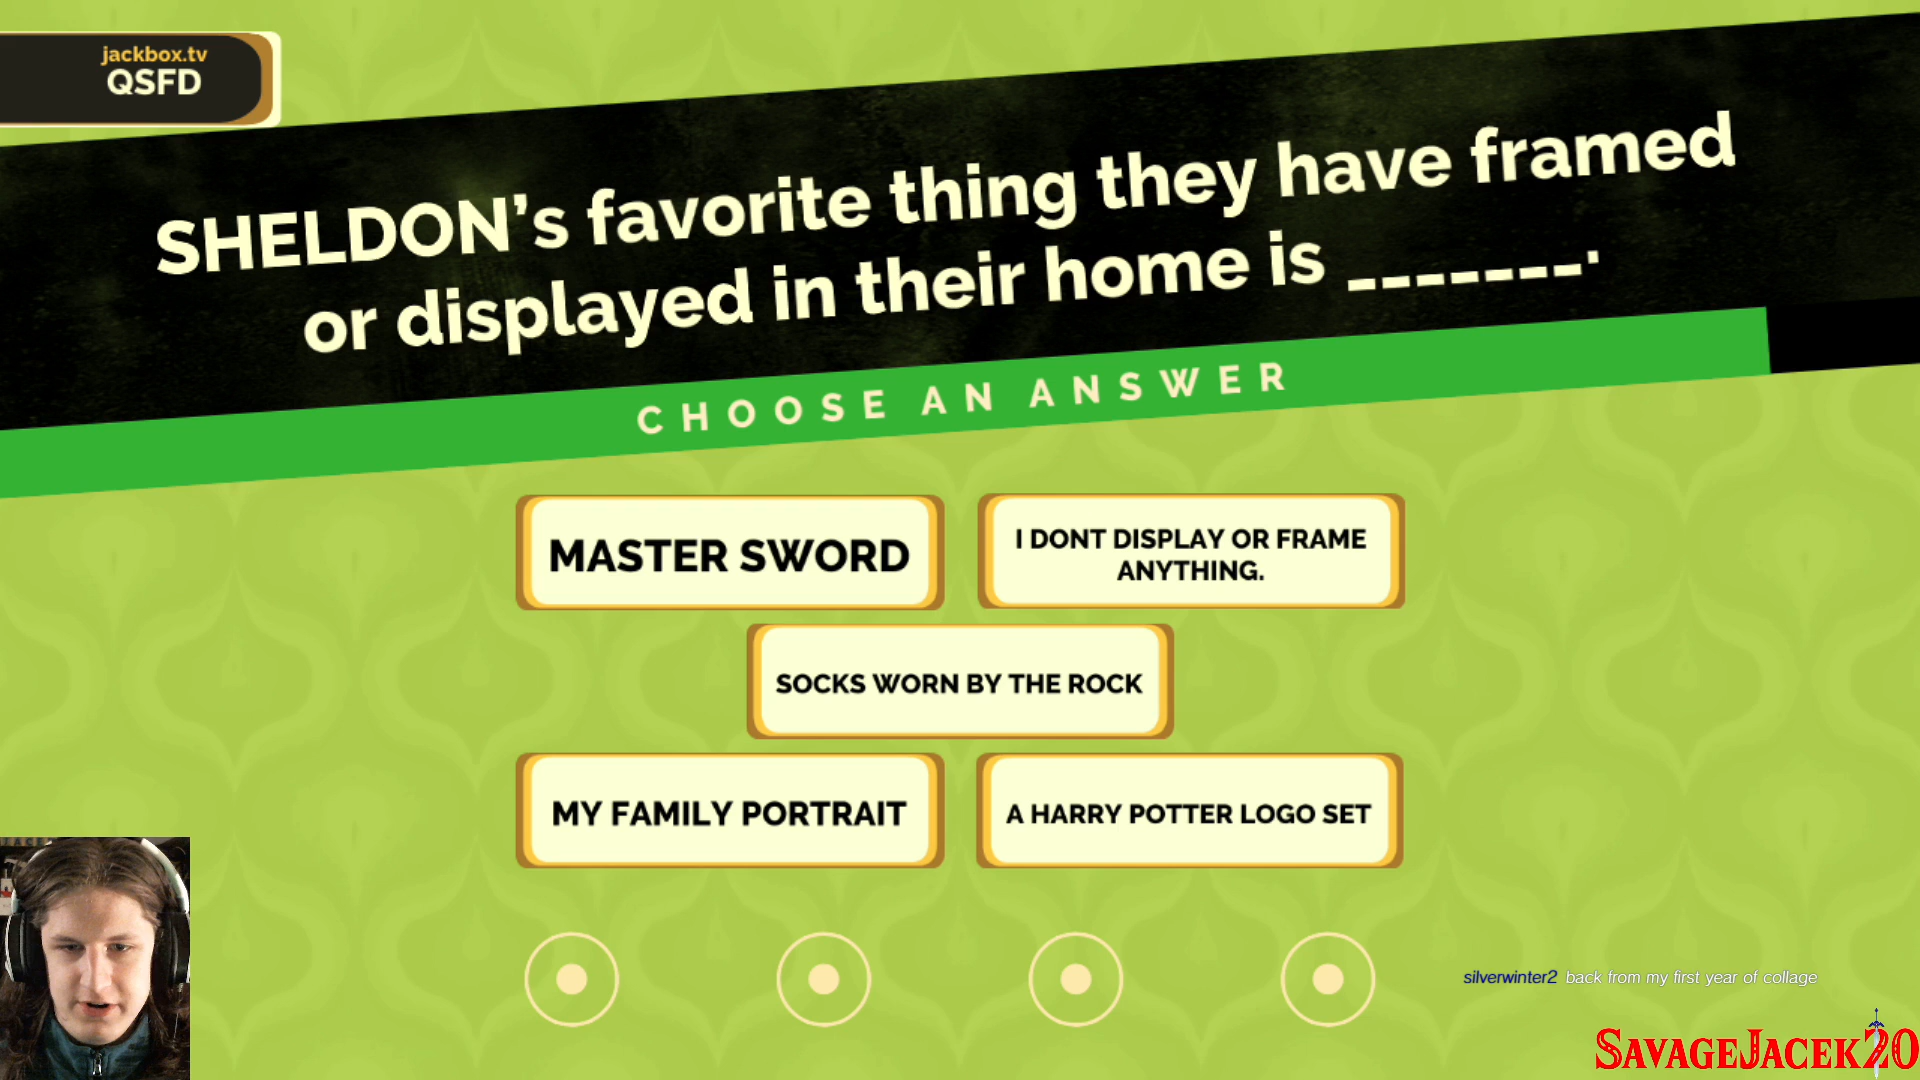 jackbox.tv
QSFD
SHELDON's favorite thing they have framed
or displayed in their home is _______.
CHOOSE AN ANSWER
MASTER SWORD
I DONT DISPLAY OR FRAME
ANYTHING.
SOCKS WORN BY THE ROCK
MY FAMILY PORTRAIT
A HARRY POTTER LOGO SET
silverwinter2 back from my first year of collage
SAVAGEJACEK20